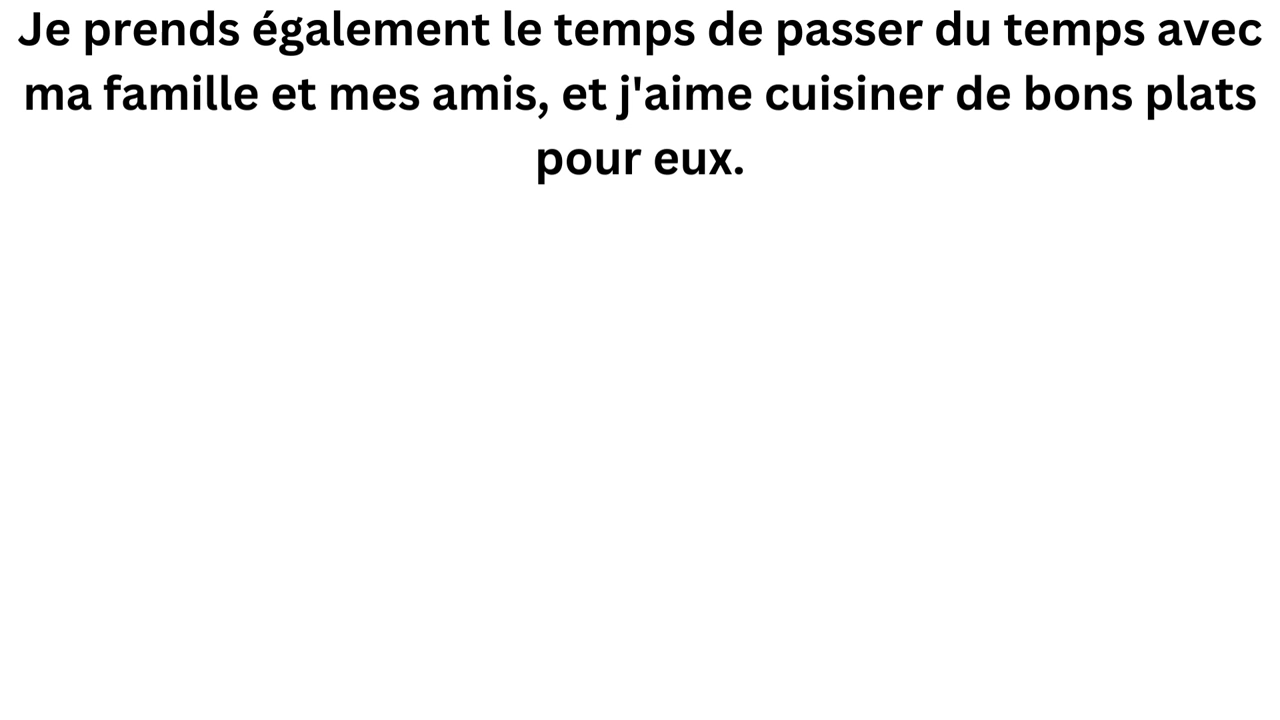 Je prends également le temps de passer du temps avec
ma famille et mes amis, et j'aime cuisiner de bons plats
pour eux.